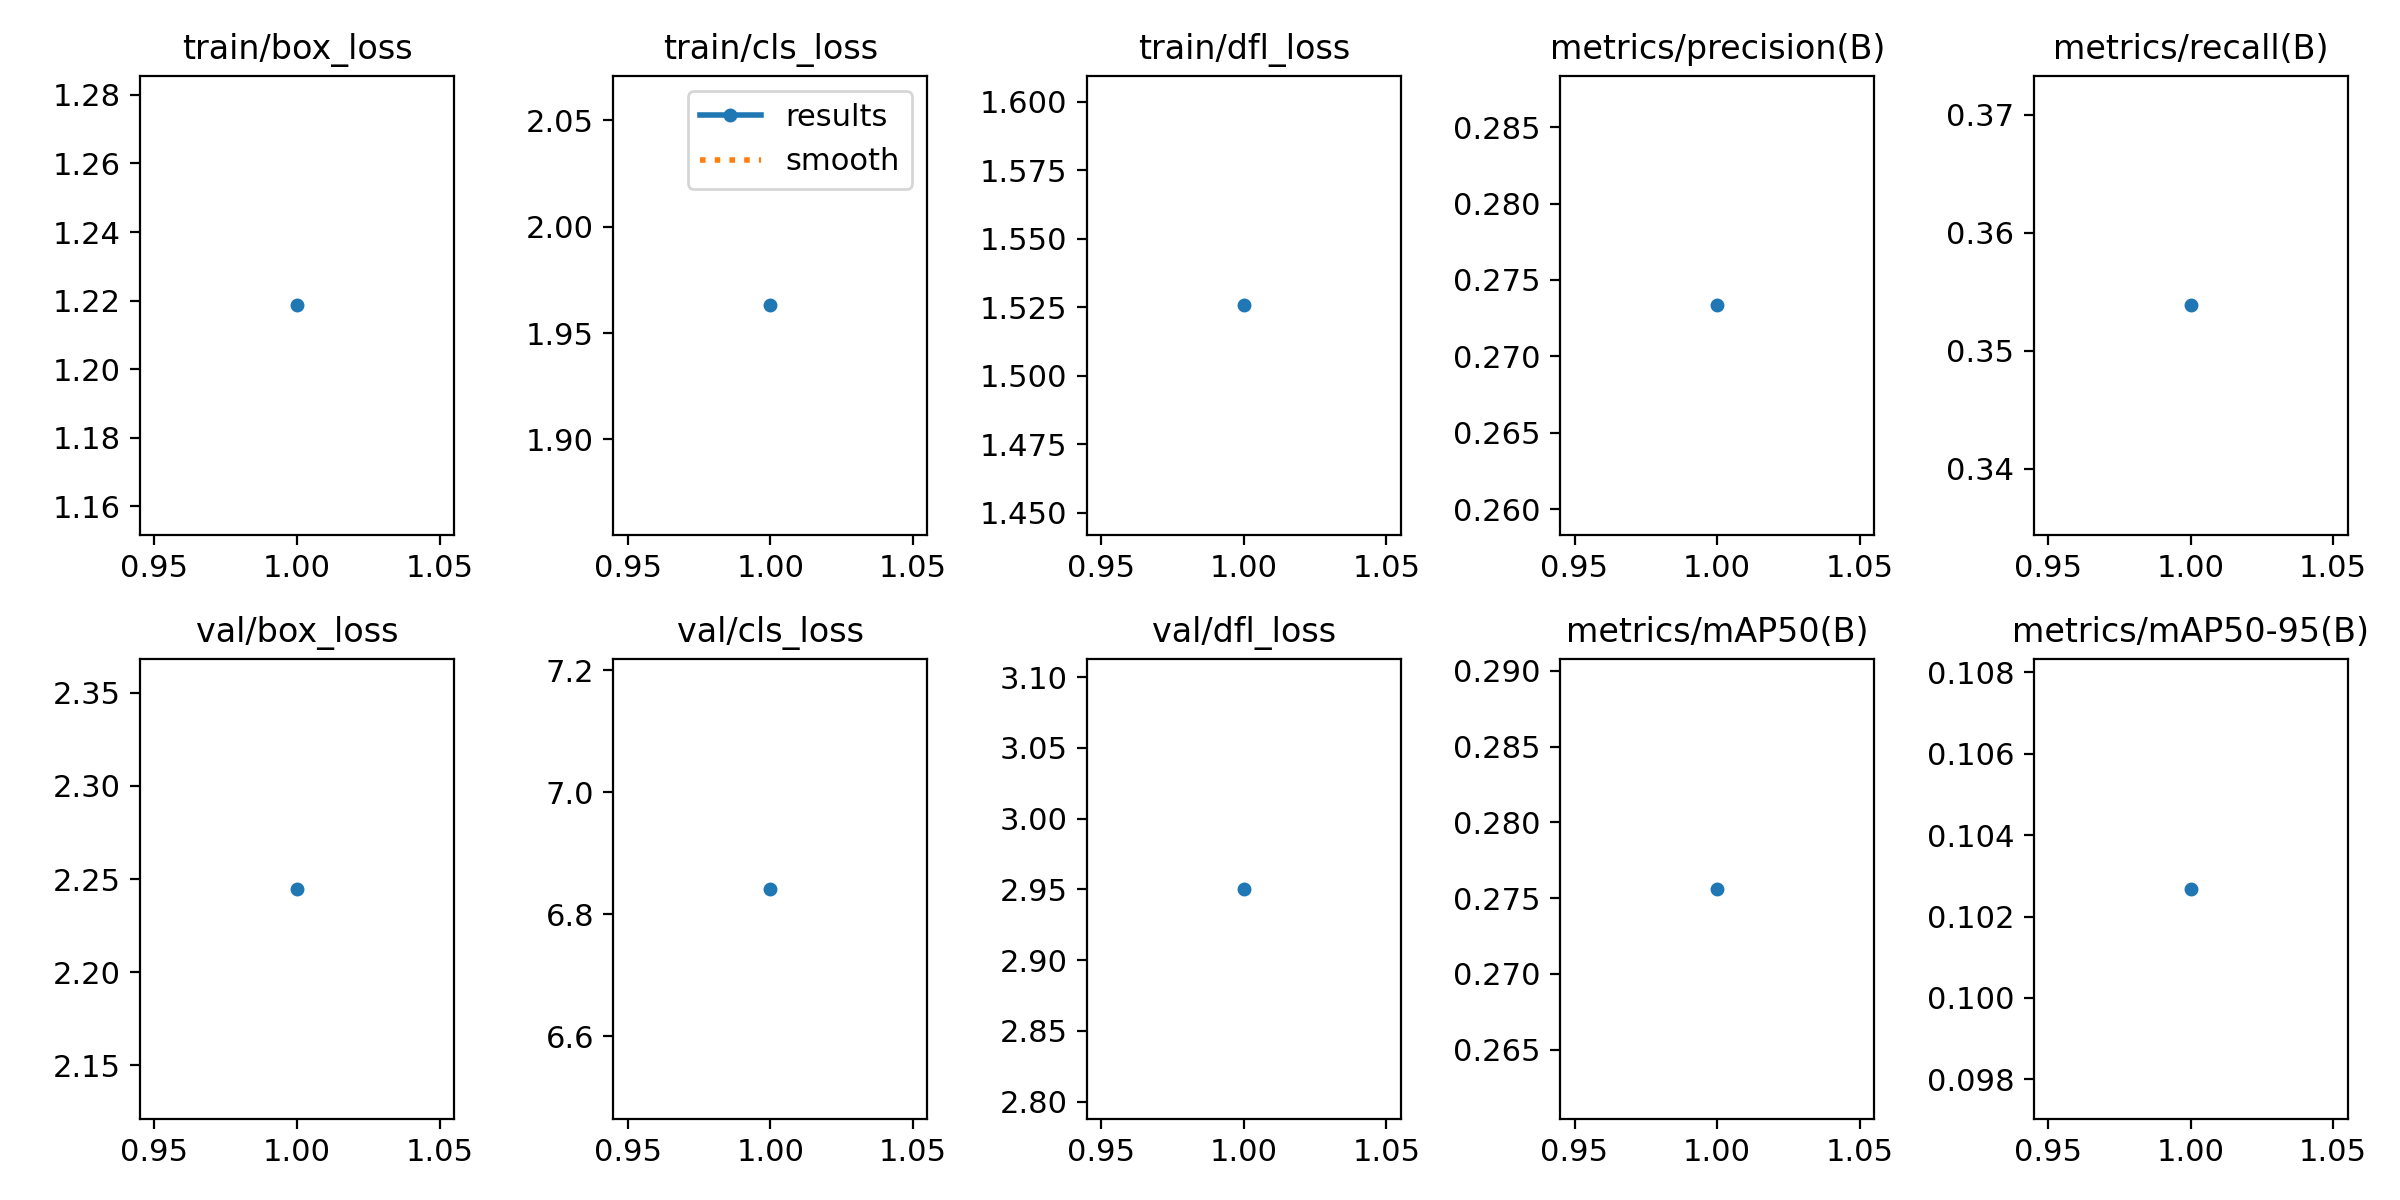 train/box_loss
1.28
1.26
1.24
1.22
1.20
1.18
1.16
0.95 1.00 1.05
train/cls_loss
results
smooth
2.05
2.00
1.95
1.90
0.95 1.00 1.05
train/dfl_loss
1.600
1.575
1.550
1.525
1.500
1.475
1.450
0.95 1.00 1.05
metrics/precision(B)
0.285
0.280
0.275
0.270
0.265
0.260
0.95 1.00 1.05
metrics/recall(B)
0.37
0.36
0.35
0.34
0.95 1.00 1.05
val/box_loss
2.35
2.30
2.25
2.20
2.15
0.95 1.00 1.05
val/cls_loss
7.2
7.0
6.8
6.6
0.95 1.00 1.05
val/dfl_loss
3.10
3.05
3.00
2.95
2.90
2.85
2.80
0.95 1.00 1.05
metrics/mAP50(B)
0.290
0.285
0.280
0.275
0.270
0.265
0.95 1.00 1.05
metrics/mAP50-95(B)
0.108
0.106
0.104
0.102
0.100
0.098
0.95 1.00 1.05